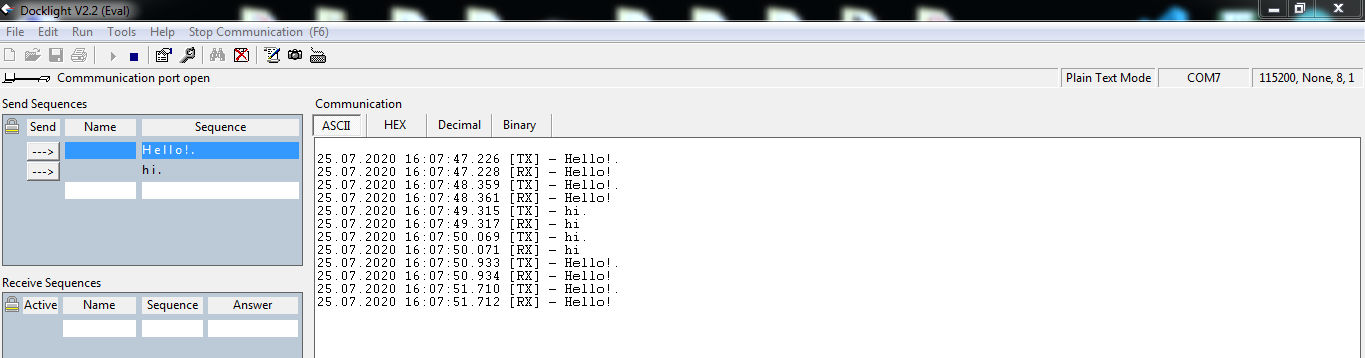 Docklight V2.2 (Eval)
File Edit Run Tools Help Stop Communication (F6)
Commmunication port open Plain Text Mode COM7 115200, None, 8, 1
Send Sequences
Send Name Sequence
---> Hello!.
---> hi.
Receive Sequences
Active Name Sequence Answer
Communication
ASCII HEX Decimal Binary
25.07.2020 16:07:47.226 [TX] - Hello!.
25.07.2020 16:07:47.228 [RX] - Hello!
25.07.2020 16:07:48.359 [TX] - Hello!.
25.07.2020 16:07:48.361 [RX] - Hello!
25.07.2020 16:07:49.315 [TX] - hi.
25.07.2020 16:07:49.317 [RX] - hi
25.07.2020 16:07:50.069 [TX] - hi.
25.07.2020 16:07:50.071 [RX] - hi
25.07.2020 16:07:50.933 [TX] - Hello!.
25.07.2020 16:07:50.934 [RX] - Hello!
25.07.2020 16:07:51.710 [TX] - Hello!.
25.07.2020 16:07:51.712 [RX] - Hello!